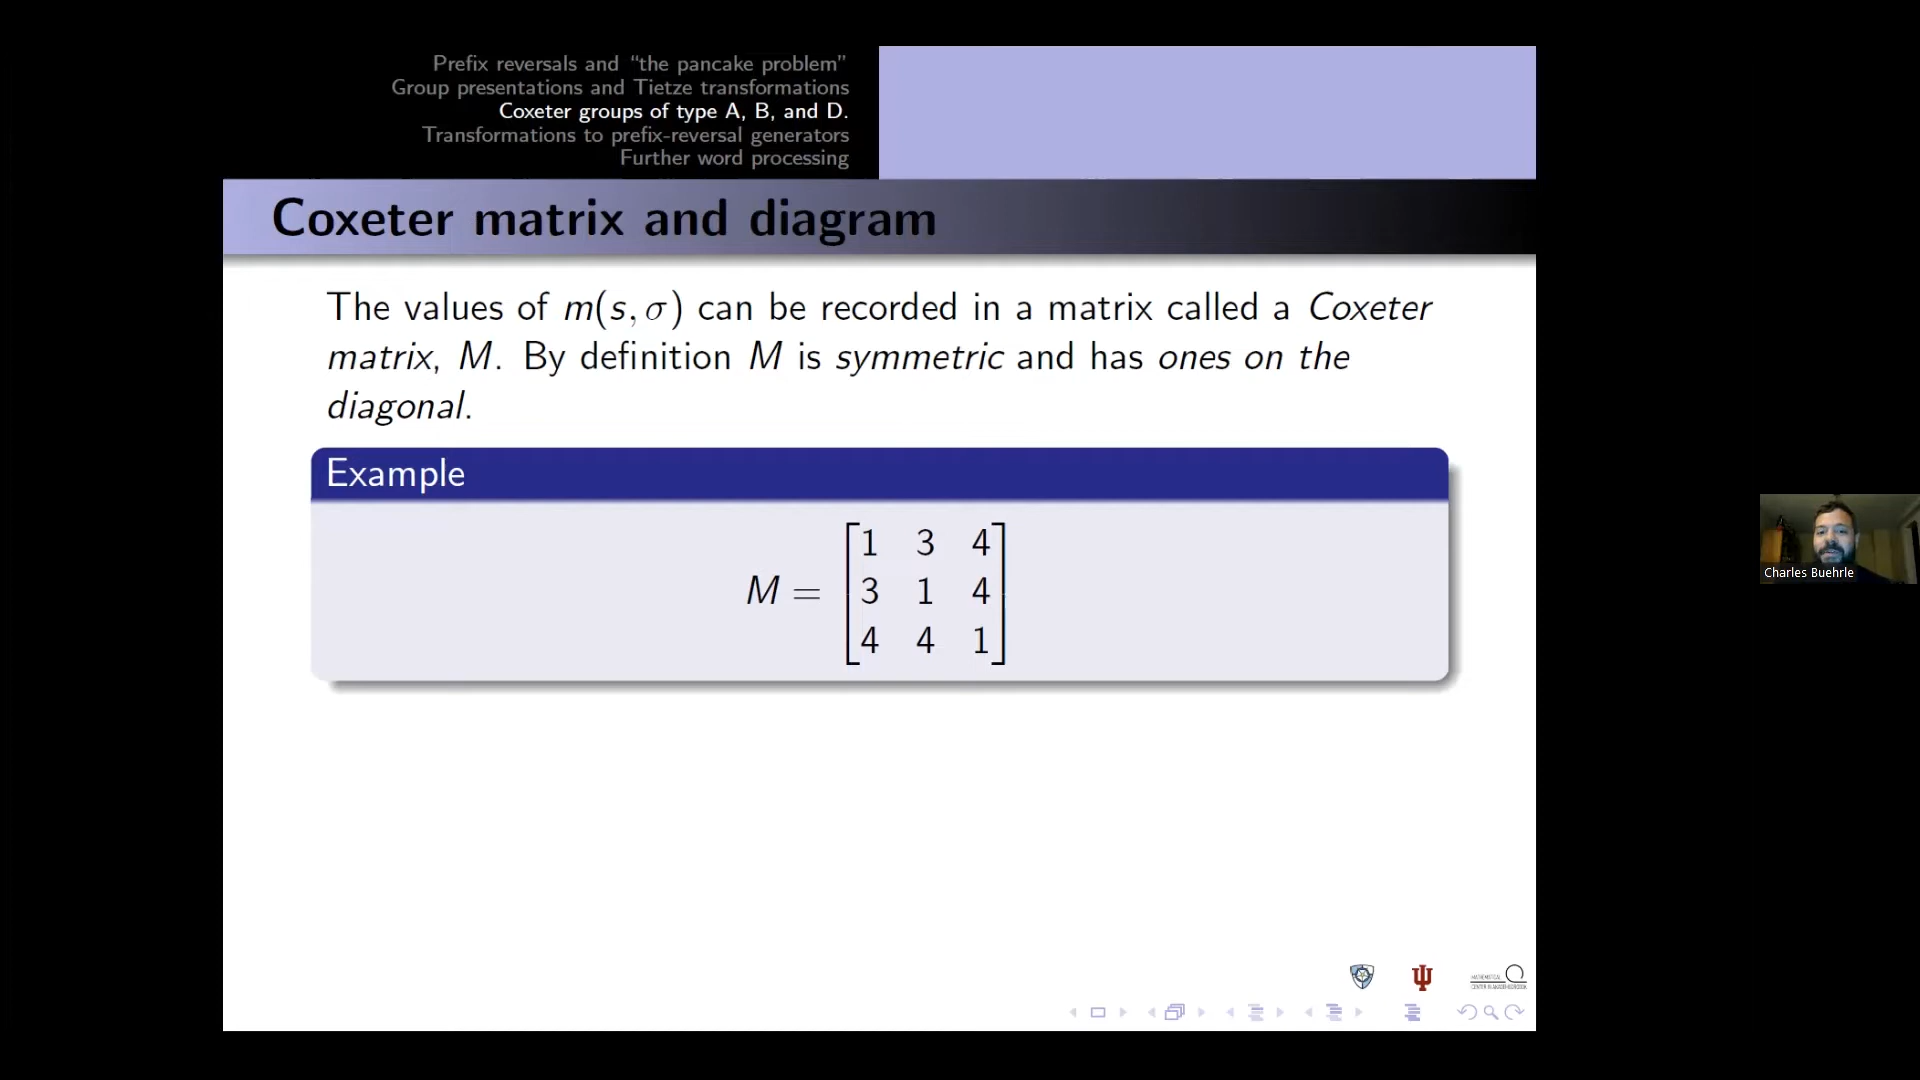 Prefix reversals and “the pancake problem”
Group presentations and Tietze transformations
Coxeter groups of type A, B, and D.
Transformations to prefix-reversal generators
Further word processing
Coxeter matrix and diagram
The values of m(s, σ) can be recorded in a matrix called a Coxeter
matrix, M. By definition M is symmetric and has ones on the
diagonal.
Example
M = [1 3 4
3 1 4
4 4 1]
Charles Buehrle